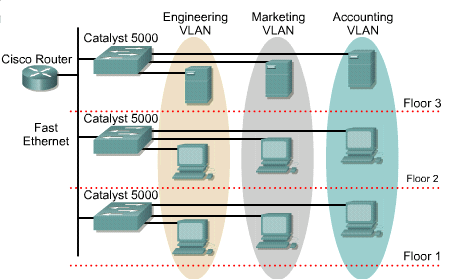 Engineering
VLAN
Marketing
VLAN
Accounting
VLAN
Catalyst 5000
Cisco Router
Floor 3
Catalyst 5000
Fast
Ethernet
Floor 2
Catalyst 5000
Floor 1